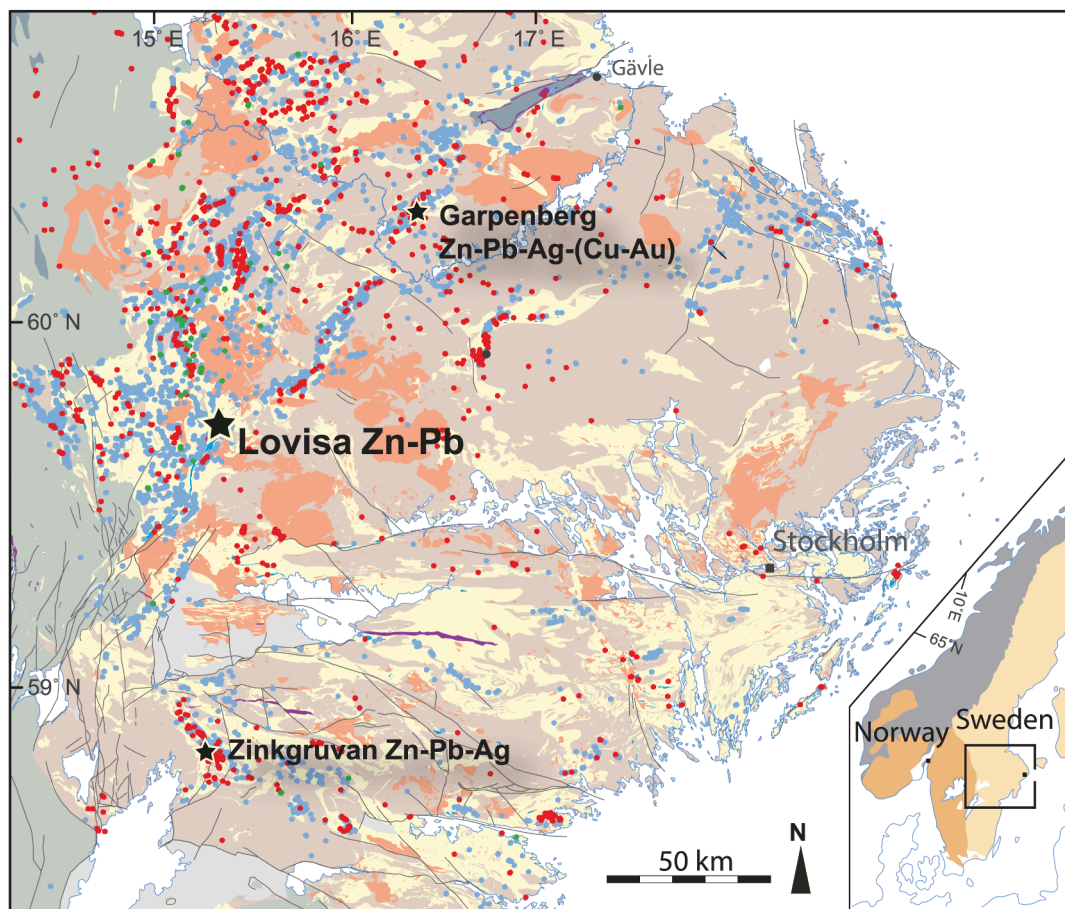 15° E
16° E
17° E
Gävle
Garpenberg
Zn-Pb-Ag-(Cu-Au)
60° N
Lovisa Zn-Pb
Stockholm
10°E
59°N
59° N
Norway
Sweden
Zinkgruvan Zn-Pb-Ag
N
50 km